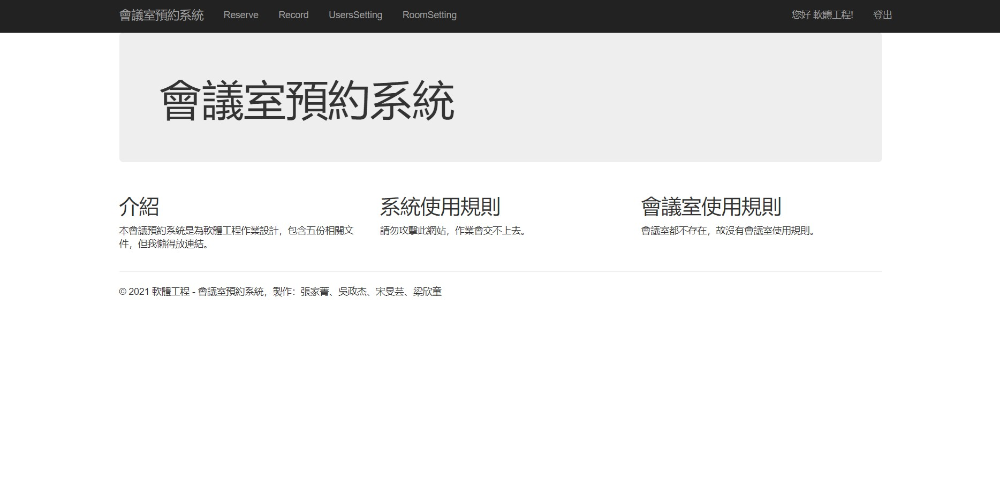 會議室預約系統 Reserve Record UsersSetting RoomSetting 您好 軟體工程! 登出
會議室預約系統
介紹
本會議預約系統是為軟體工程作業設計，包含五份相關文
件，但我懶得放連結。
系統使用規則
請勿攻擊此網站，作業會交不上去。
會議室使用規則
會議室都不存在，故沒有會議室使用規則。
© 2021 軟體工程 - 會議室預約系統，製作：張家菁、吳政杰、宋旻芸、梁欣童